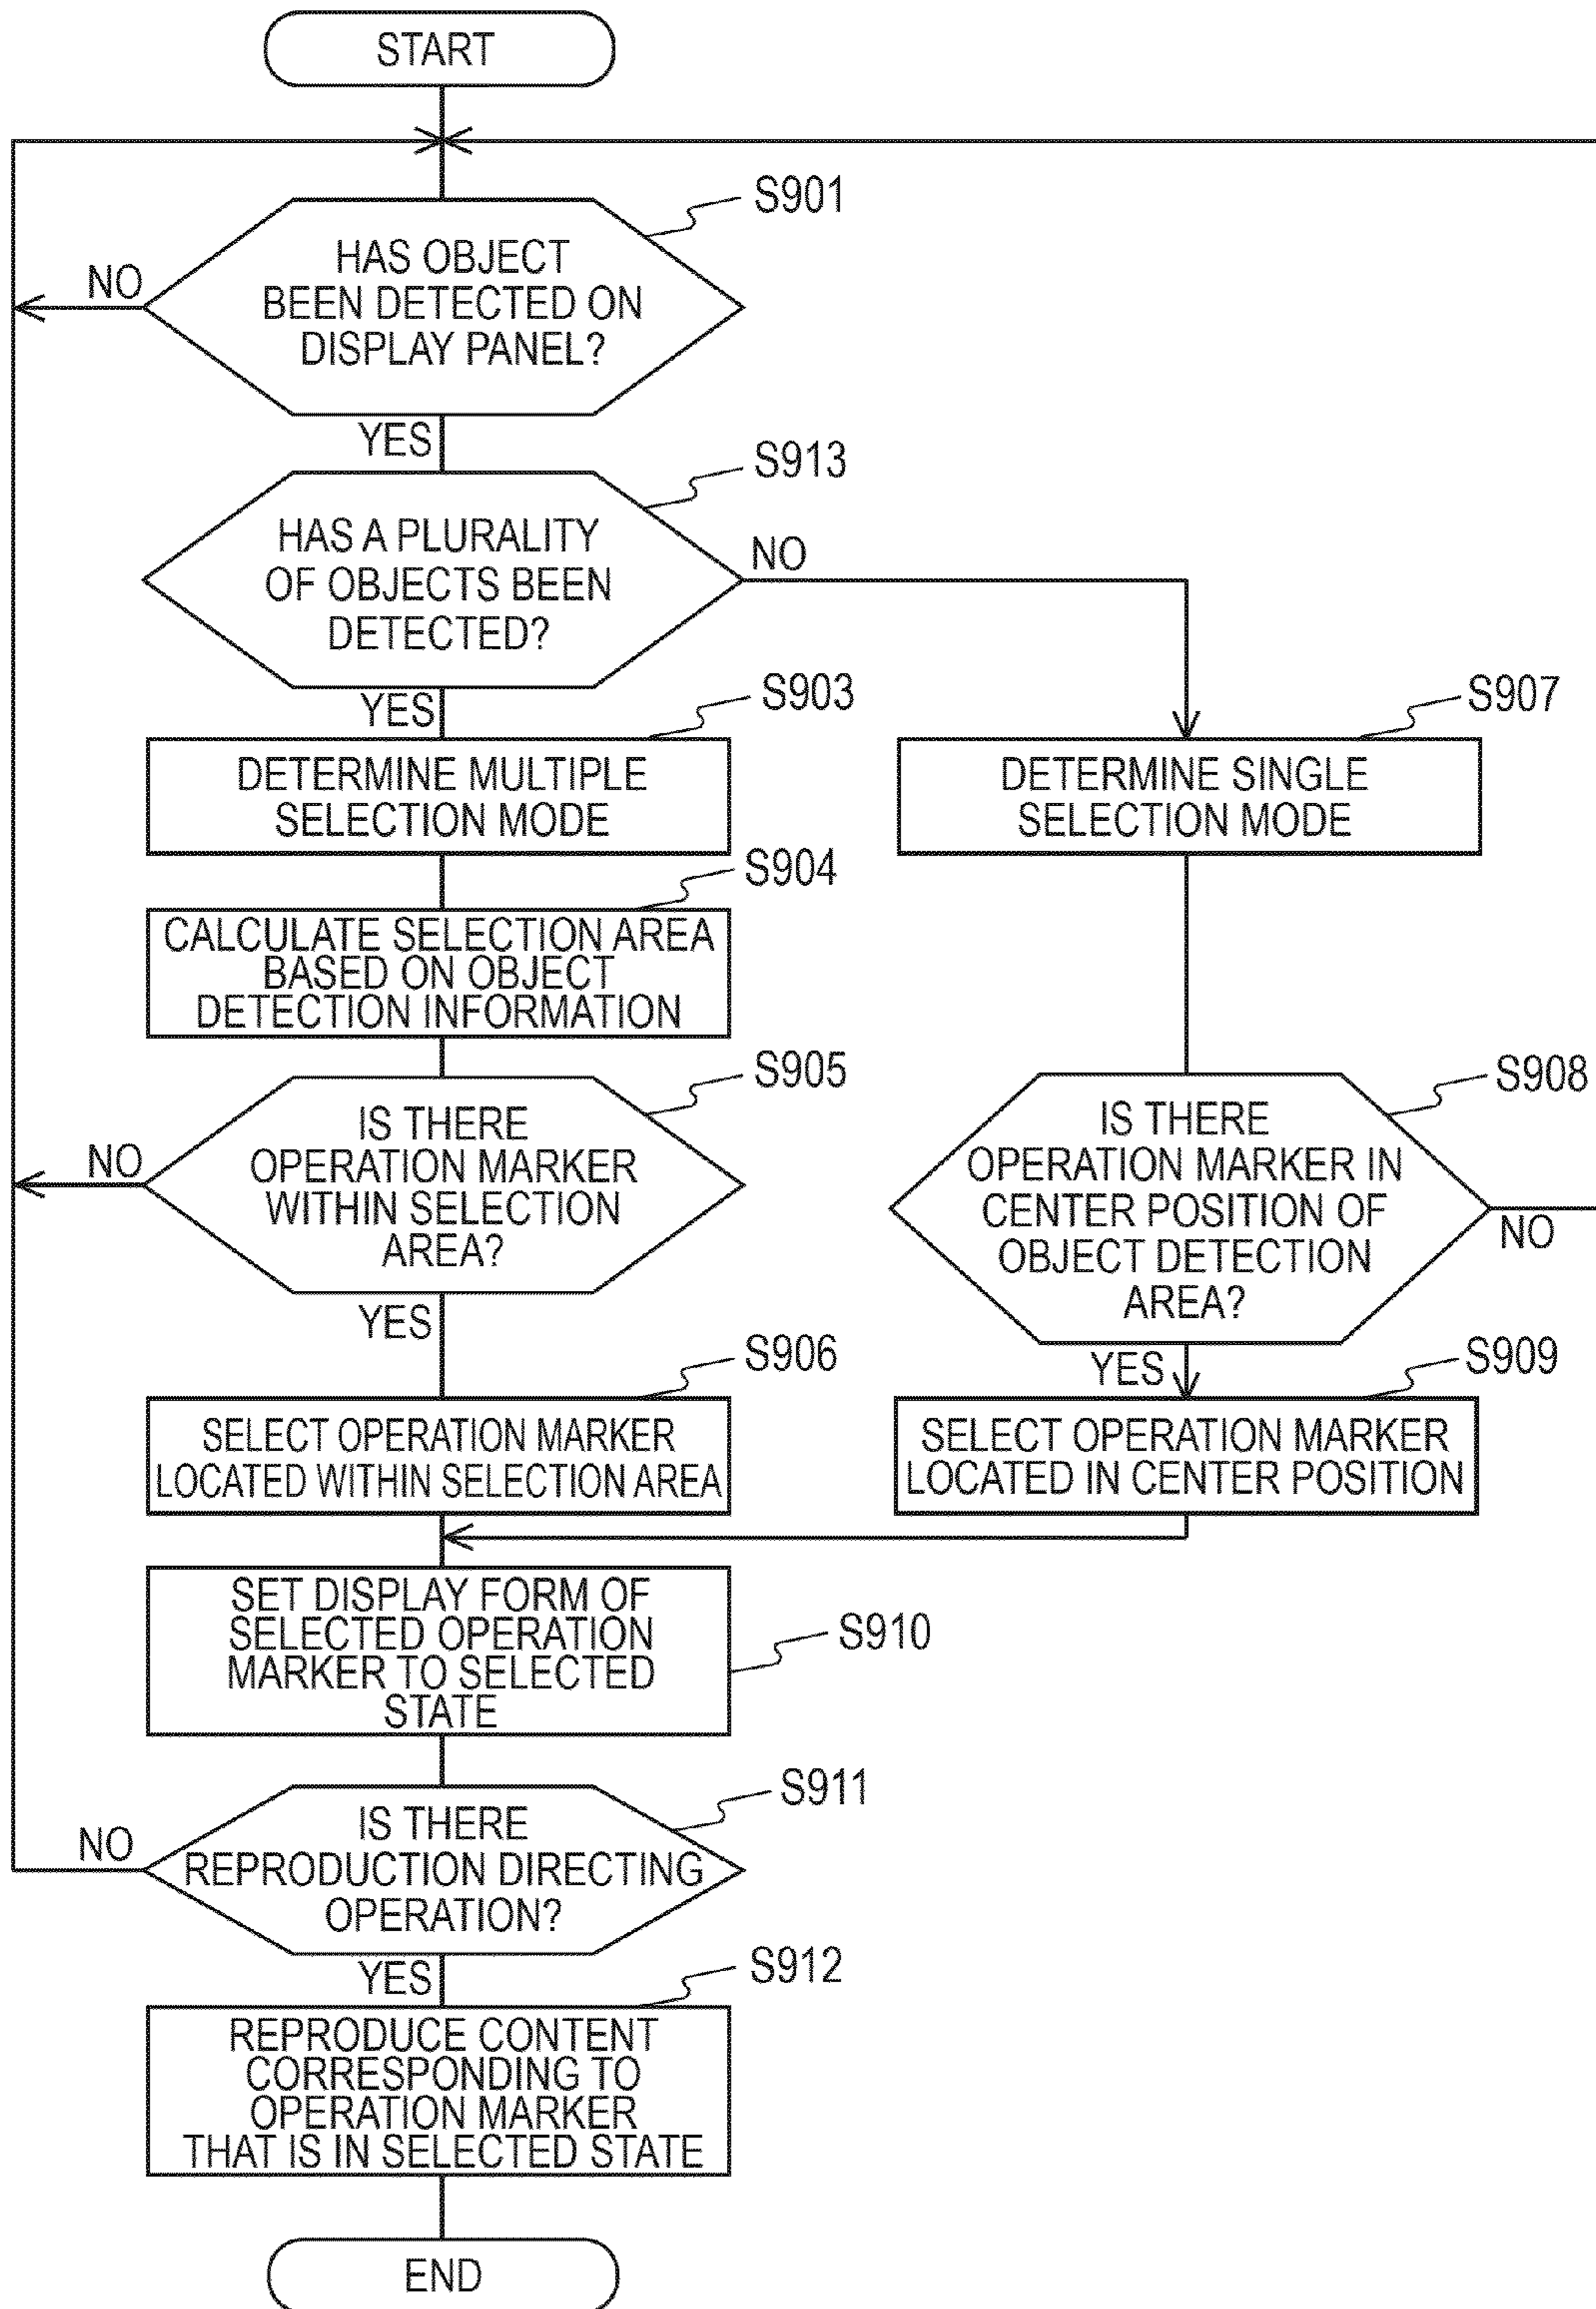 START
S901
HAS OBJECT
BEEN DETECTED ON
DISPLAY PANEL?
NO
YES
S913
HAS A PLURALITY
OF OBJECTS BEEN
DETECTED?
NO
YES
S903
DETERMINE MULTIPLE
SELECTION MODE
S907
DETERMINE SINGLE
SELECTION MODE
S904
CALCULATE SELECTION AREA
BASED ON OBJECT
DETECTION INFORMATION
S905
IS THERE
OPERATION MARKER
WITHIN SELECTION
AREA?
NO
YES
S908
IS THERE
OPERATION MARKER IN
CENTER POSITION OF
OBJECT DETECTION
AREA?
NO
YES
S906
SELECT OPERATION MARKER
LOCATED WITHIN SELECTION AREA
S909
SELECT OPERATION MARKER
LOCATED IN CENTER POSITION
SET DISPLAY FORM OF
SELECTED OPERATION
MARKER TO SELECTED
STATE
S910
S911
IS THERE
REPRODUCTION DIRECTING
OPERATION?
NO
YES
S912
REPRODUCE CONTENT
CORRESPONDING TO
OPERATION MARKER
THAT IS IN SELECTED STATE
END